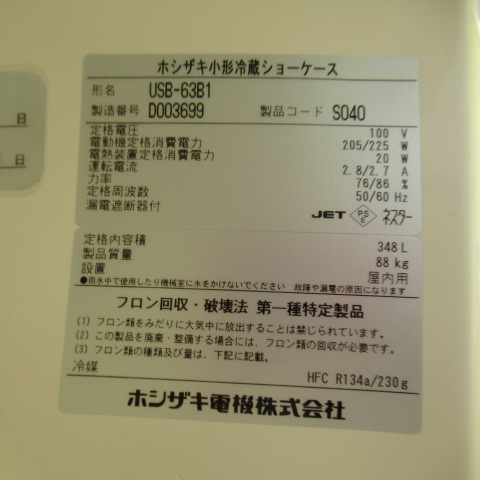 日
日
ホシザキ小形冷蔵ショーケース
形名 USB-63B1
製造番号 D003699 製品コード S040
定格電圧 100 V
電動機定格消費電力 205/225 W
電熱装置定格消費電力 20 W
運転電流 2.8/2.7 A
力率 76/86 %
定格周波数 50/60 Hz
漏電遮断器付
JET PSE ネスター
定格内容積 348 L
製品質量 88 kg
設置 屋内用
●雨水中で使用したり機械室に水をかけないでください 故障や漏電の原因になります
フロン回収・破壊法 第一種特定製品
(1) フロン類をみだりに大気中に放出することは禁じられています。
(2) この製品を廃棄・整備する場合には、フロン類の回収が必要です。
(3) フロン類の種類及び量は、下記に記載。
冷媒 HFC R134a/230g
ホシザキ電機株式会社